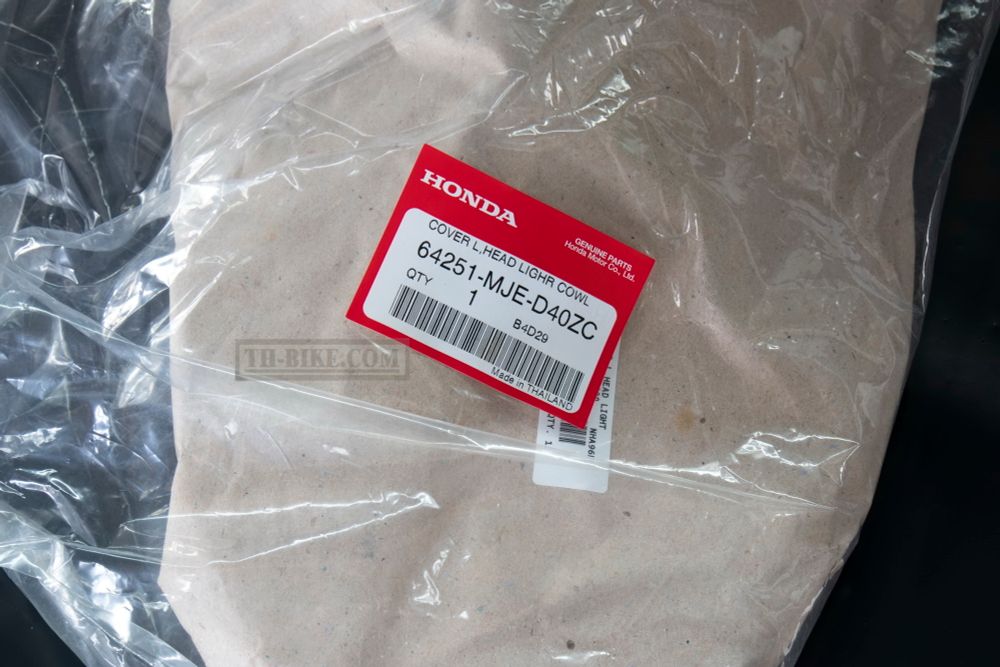 HONDA
GENUINE PARTS
Honda Motor Co., Ltd.
COVER L,HEAD LIGHR COWL
64251-MJE-D40ZC
QTY 1
B4D29
Made in THAILAND
TH-BIKE.COM
HEAD LIGHT
QTY. 1